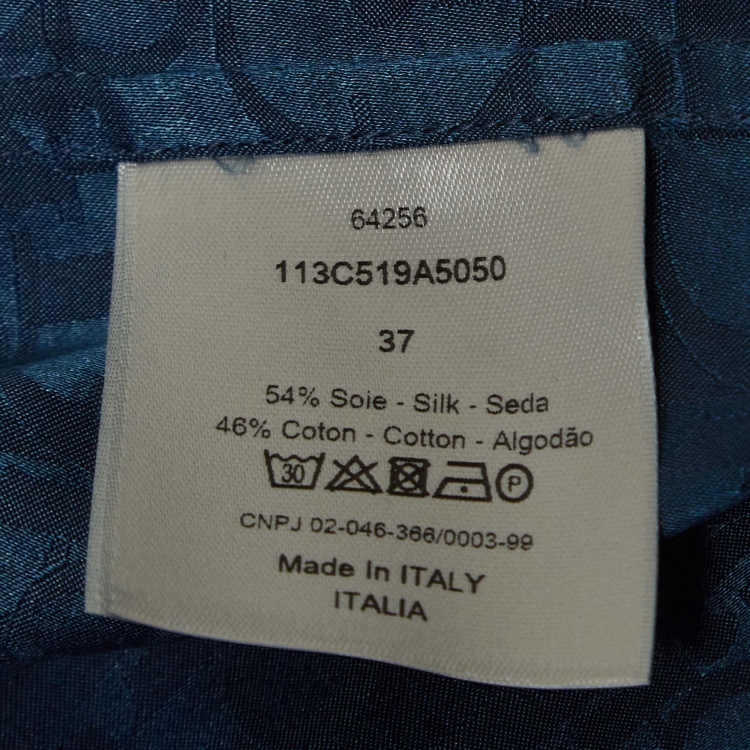 64256
113C519A5050
37
54% Soie - Silk - Seda
46% Coton - Cotton - Algodão
30 P
CNPJ 02-046-366/0003-99
Made In ITALY
ITALIA